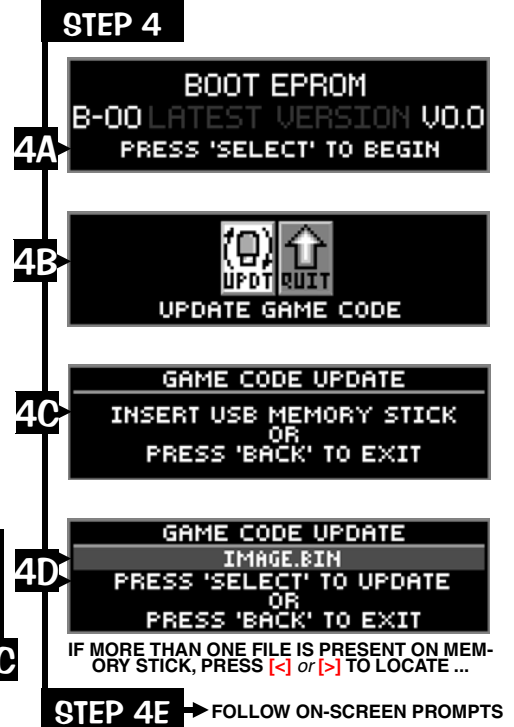 STEP 4
BOOT EPROM
B-00 LATEST VERSION V0.0
4A
PRESS 'SELECT' TO BEGIN
4B
UPDT QUIT
UPDATE GAME CODE
GAME CODE UPDATE
4C
INSERT USB MEMORY STICK
OR
PRESS 'BACK' TO EXIT
GAME CODE UPDATE
IMAGE.BIN
4D
PRESS 'SELECT' TO UPDATE
OR
PRESS 'BACK' TO EXIT
C
IF MORE THAN ONE FILE IS PRESENT ON MEM-
ORY STICK, PRESS [<] or [>] TO LOCATE ...
STEP 4E FOLLOW ON-SCREEN PROMPTS